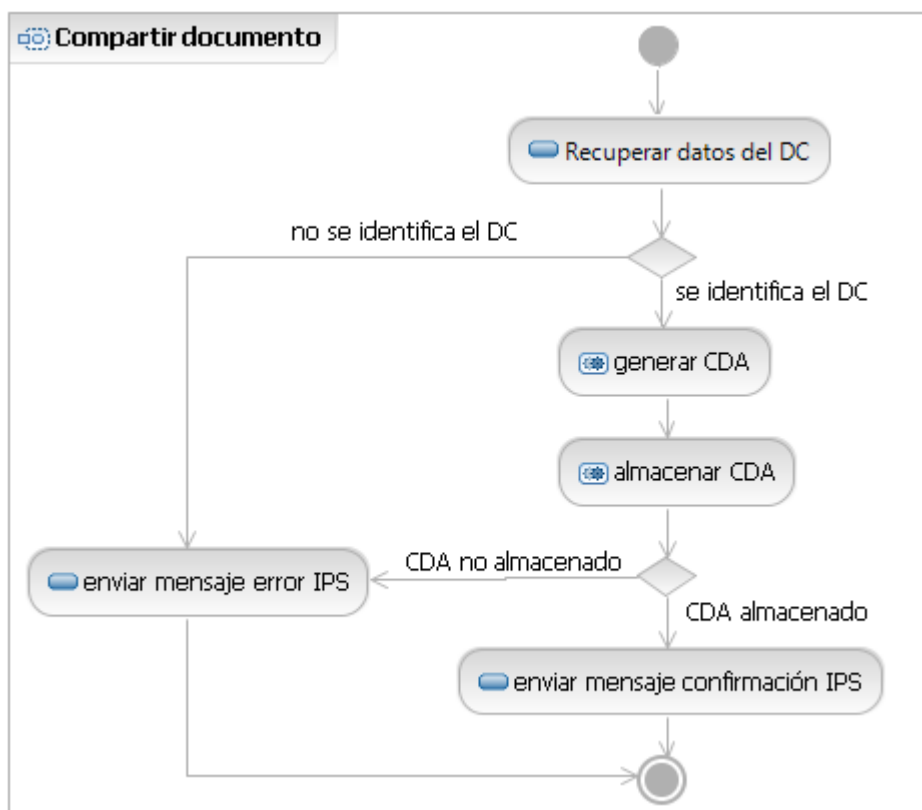 Compartir documento
Recuperar datos del DC
no se identifica el DC
se identifica el DC
generar CDA
almacenar CDA
CDA no almacenado
enviar mensaje error IPS
CDA almacenado
enviar mensaje confirmación IPS